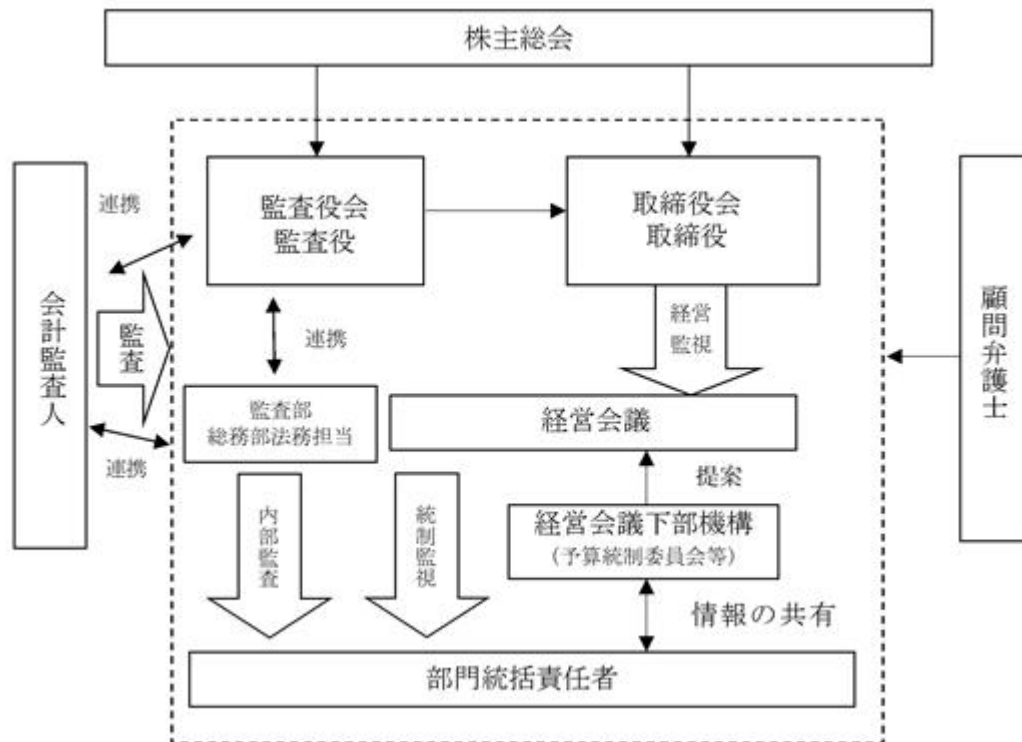 株主総会
連携
監査役会
監査役
取締役会
取締役
会計監査人
監査
連携
経営
監視
顧問弁護士
監査部
総務部法務担当
経営会議
連携
提案
内部監査
統制監視
経営会議下部機構
(予算統制委員会等)
情報の共有
部門統括責任者